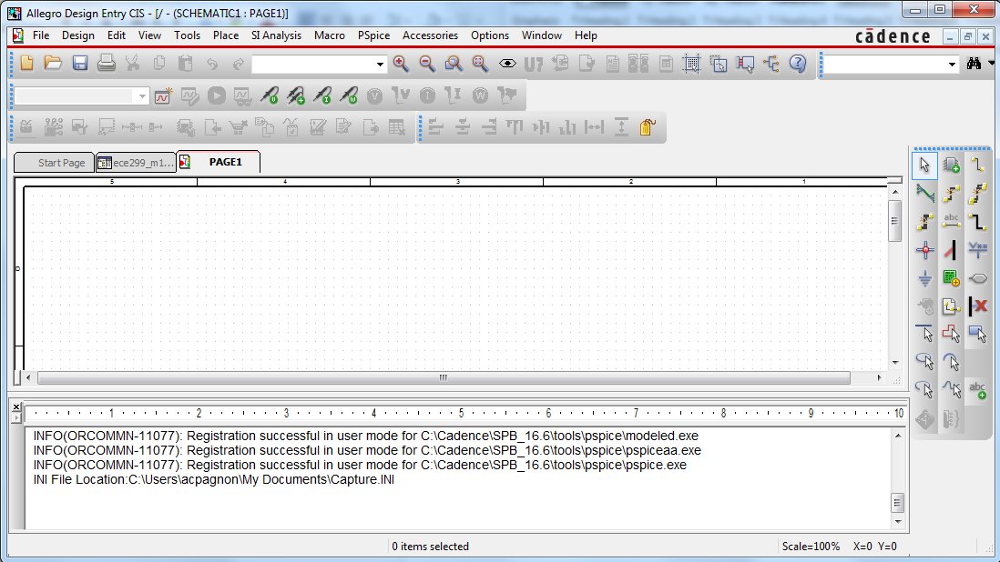 Allegro Design Entry CIS - [/ - (SCHEMATIC1 : PAGE1)]
File Design Edit View Tools Place SI Analysis Macro PSpice Accessories Options Window Help
cādence
U?
V V I I W
Start Page ece299_m1... PAGE1
5 4 3 2 1
abc
D
abc
0 1 2 3 4 5 6 7 8 9 10
INFO(ORCOMMN-11077): Registration successful in user mode for C:\Cadence\SPB_16.6\tools\pspice\modeled.exe
INFO(ORCOMMN-11077): Registration successful in user mode for C:\Cadence\SPB_16.6\tools\pspice\pspiceaa.exe
INFO(ORCOMMN-11077): Registration successful in user mode for C:\Cadence\SPB_16.6\tools\pspice\pspice.exe
INI File Location:C:\Users\acpagnon\My Documents\Capture.INI
0 items selected
Scale=100% X=0 Y=0